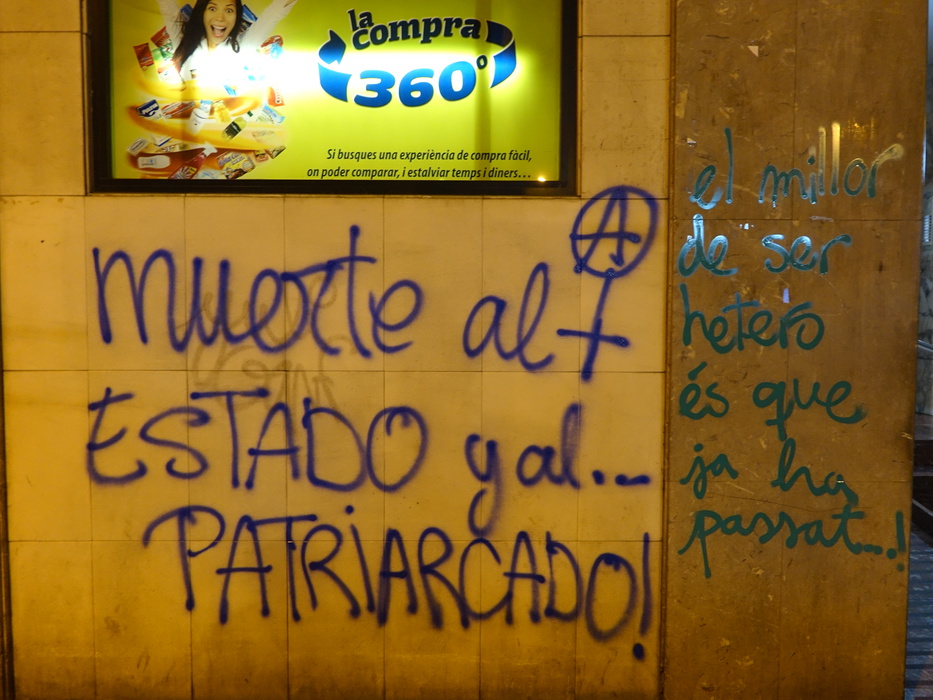 la
compra
360º
Si busques una experiència de compra fàcil,
on poder comparar, i estalviar temps i diners...
muerte al
ESTADO y al...
PATRiARCADO!
A
el millor
de ser
hetero
és que
ja ha
passat...!